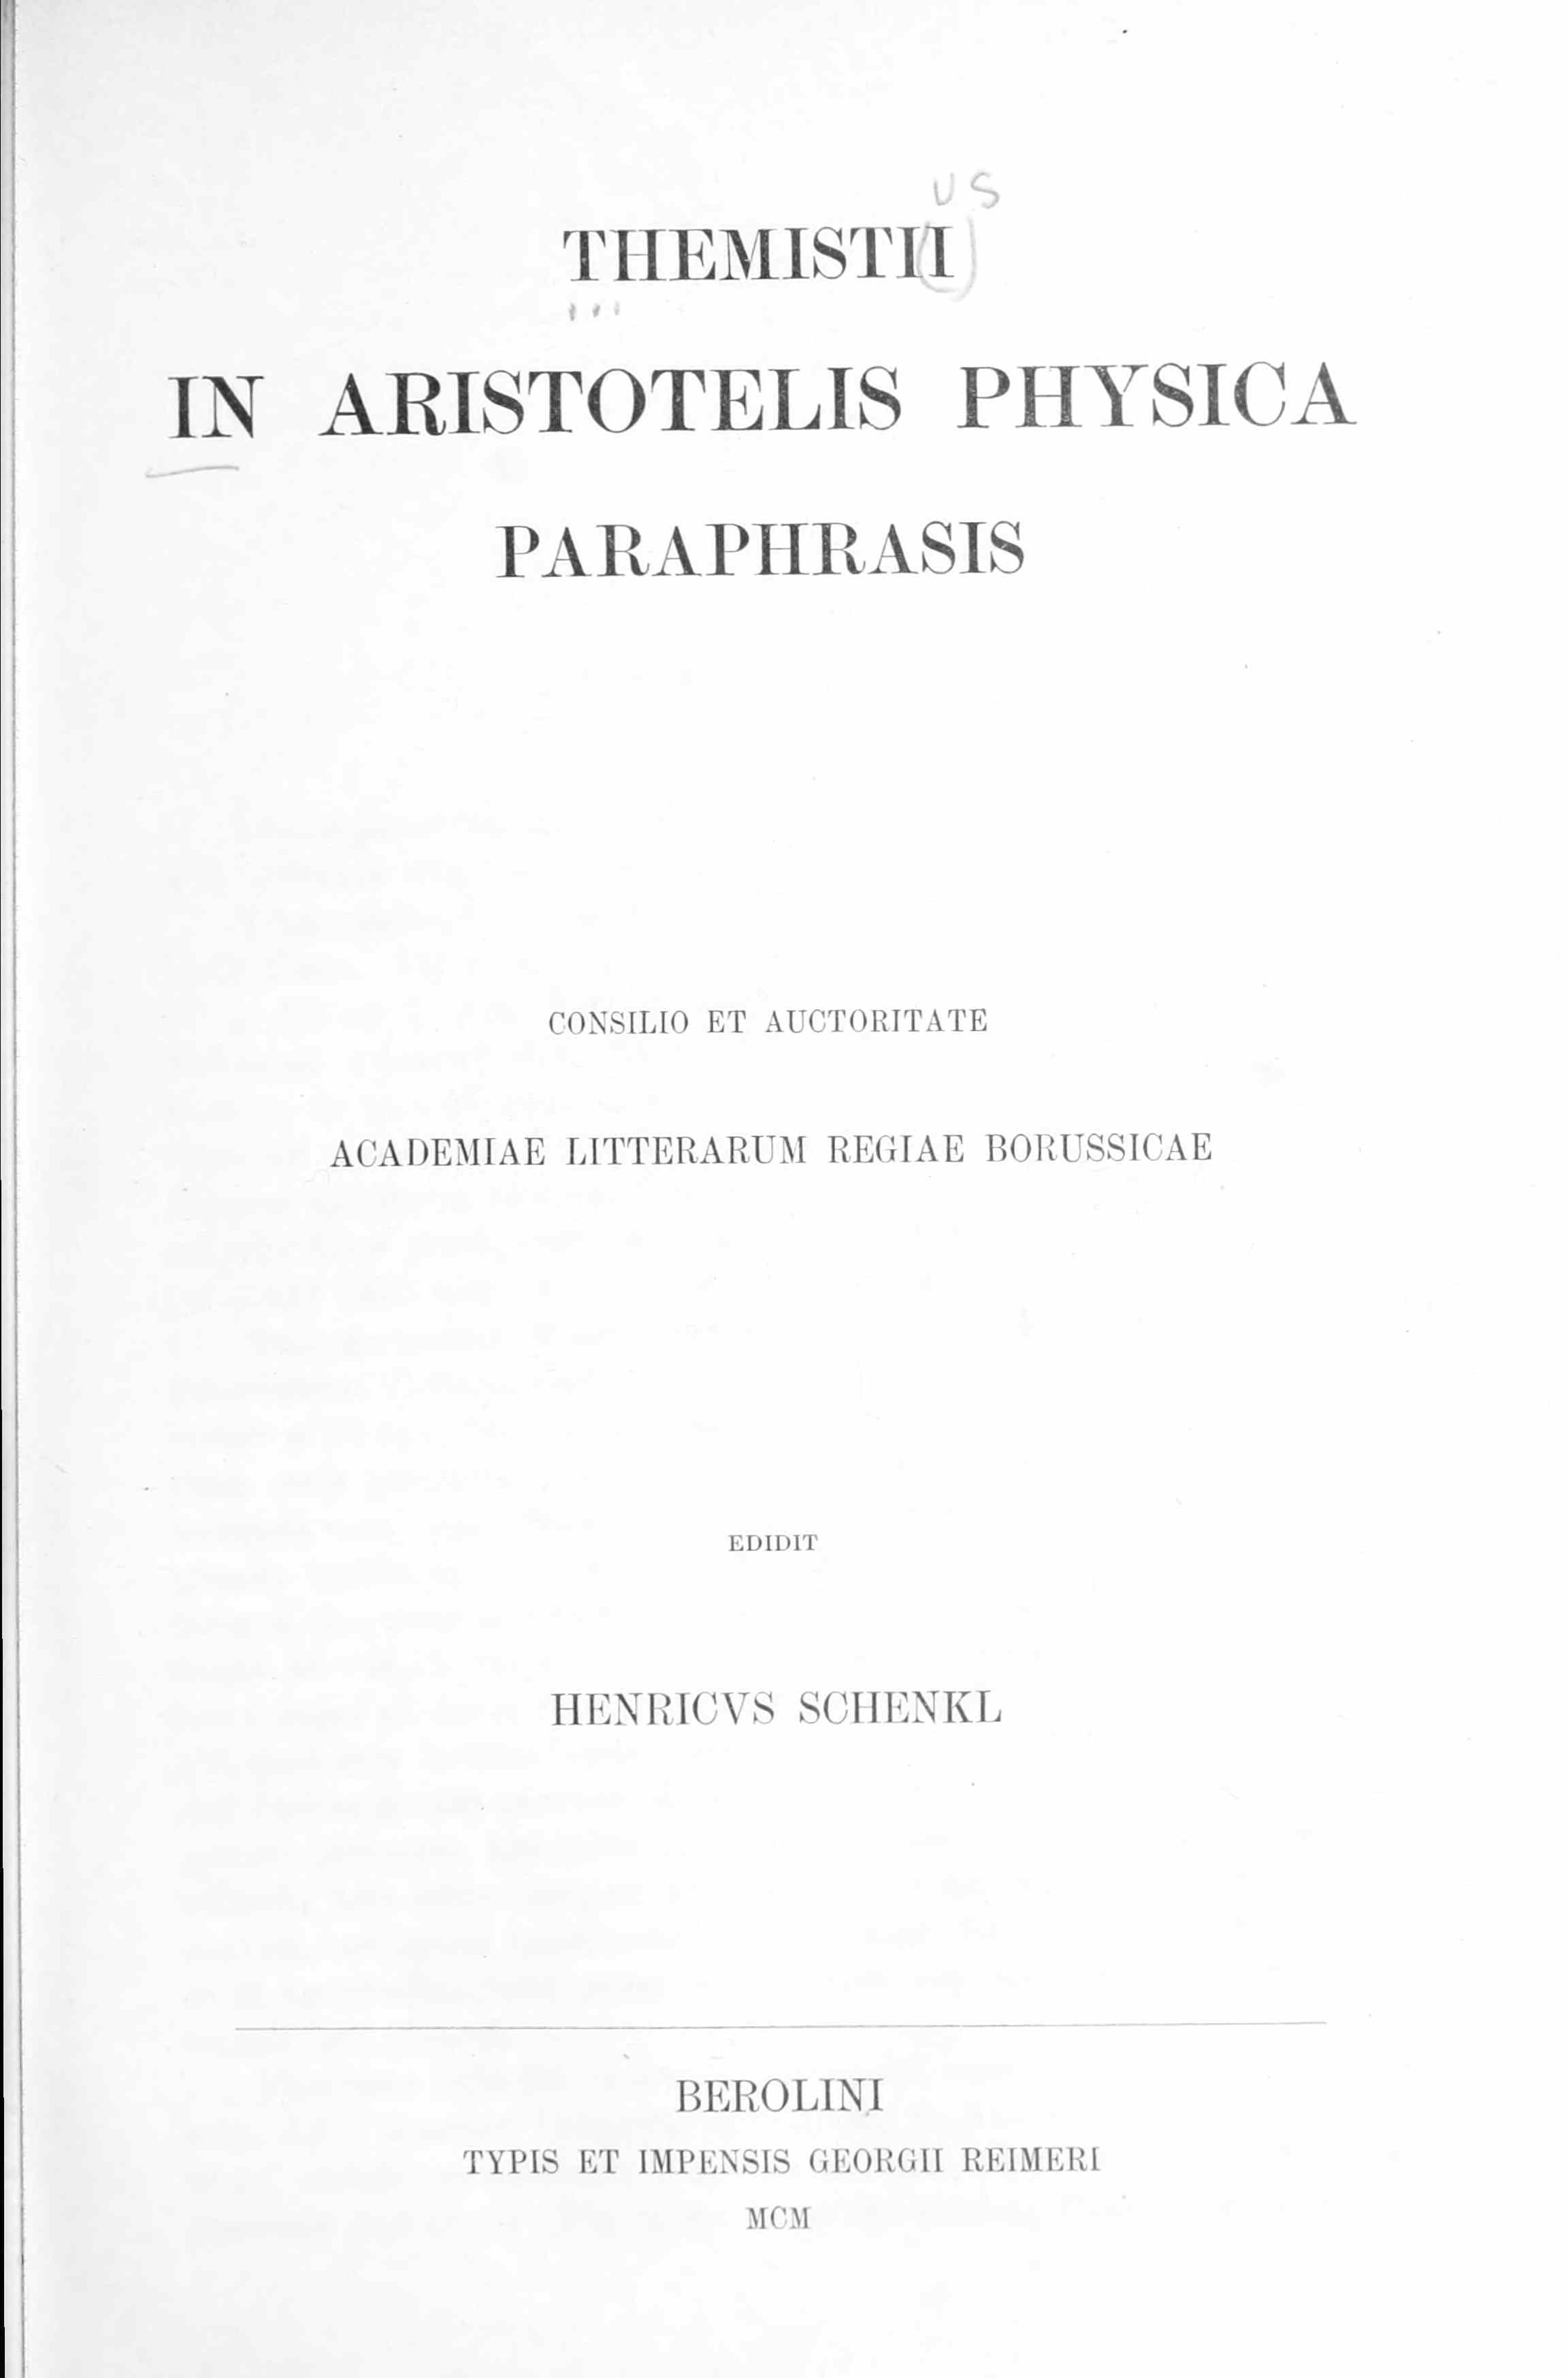 US
THEMISTII
IN ARISTOTELIS PHYSICA
PARAPHRASIS
CONSILIO ET AUCTORITATE
ACADEMIAE LITTERARUM REGIAE BORUSSICAE
EDIDIT
HENRICVS SCHENKL
BEROLINI
TYPIS ET IMPENSIS GEORGII REIMERI
MCM